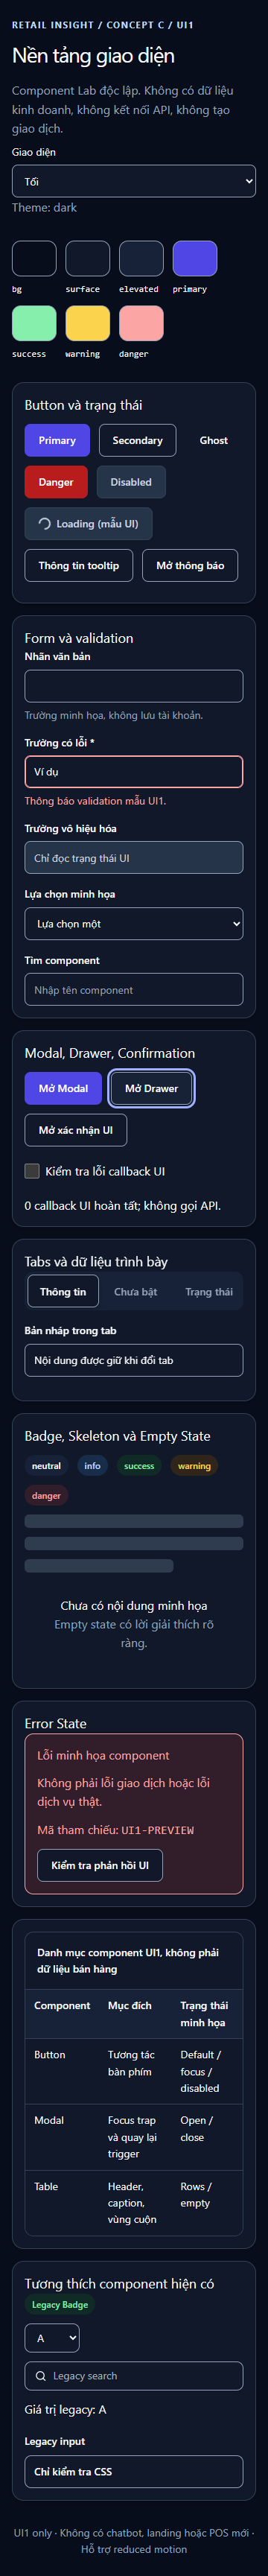 RETAIL INSIGHT / CONCEPT C / UI1
Nền tảng giao diện
Component Lab độc lập. Không có dữ liệu
kinh doanh, không kết nối API, không tạo
giao dịch.
Giao diện
Tối
Theme: dark
bg
surface
elevated
primary
success
warning
danger
Button và trạng thái
Primary
Secondary
Ghost
Danger
Disabled
Loading (mẫu UI)
Thông tin tooltip
Mở thông báo
Form và validation
Nhãn văn bản
Trường minh họa, không lưu tài khoản.
Trường có lỗi *
Ví dụ
Thông báo validation mẫu UI1.
Trường vô hiệu hóa
Chỉ đọc trạng thái UI
Lựa chọn minh họa
Lựa chọn một
Tìm component
Nhập tên component
Modal, Drawer, Confirmation
Mở Modal
Mở Drawer
Mở xác nhận UI
Kiểm tra lỗi callback UI
0 callback UI hoàn tất; không gọi API.
Tabs và dữ liệu trình bày
Thông tin
Chưa bật
Trạng thái
Bản nháp trong tab
Nội dung được giữ khi đổi tab
Badge, Skeleton và Empty State
neutral
info
success
warning
danger
Chưa có nội dung minh họa
Empty state có lời giải thích rõ
ràng.
Error State
Lỗi minh họa component
Không phải lỗi giao dịch hoặc lỗi
dịch vụ thật.
Mã tham chiếu: UI1-PREVIEW
Kiểm tra phản hồi UI
Danh mục component UI1, không phải
dữ liệu bán hàng
Component
Mục đích
Trạng thái
minh họa
Button
Tương tác
bàn phím
Default /
focus /
disabled
Modal
Focus trap
và quay lại
trigger
Open /
close
Table
Header,
caption,
vùng cuộn
Rows /
empty
Tương thích component hiện có
Legacy Badge
A
Legacy search
Giá trị legacy: A
Legacy input
Chỉ kiểm tra CSS
UI1 only · Không có chatbot, landing hoặc POS mới ·
Hỗ trợ reduced motion